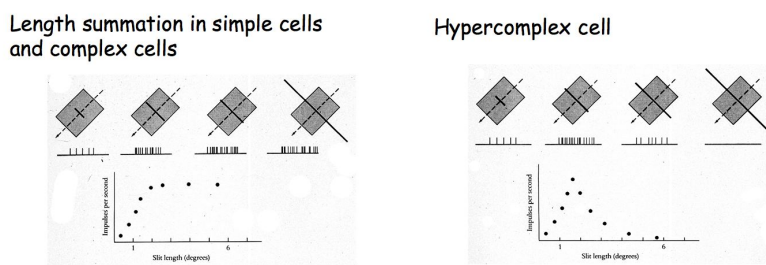 Length summation in simple cells
and complex cells
Impulses per second
1
6
Slit length (degrees)
Hypercomplex cell
Impulses per second
1
6
Slit length (degrees)